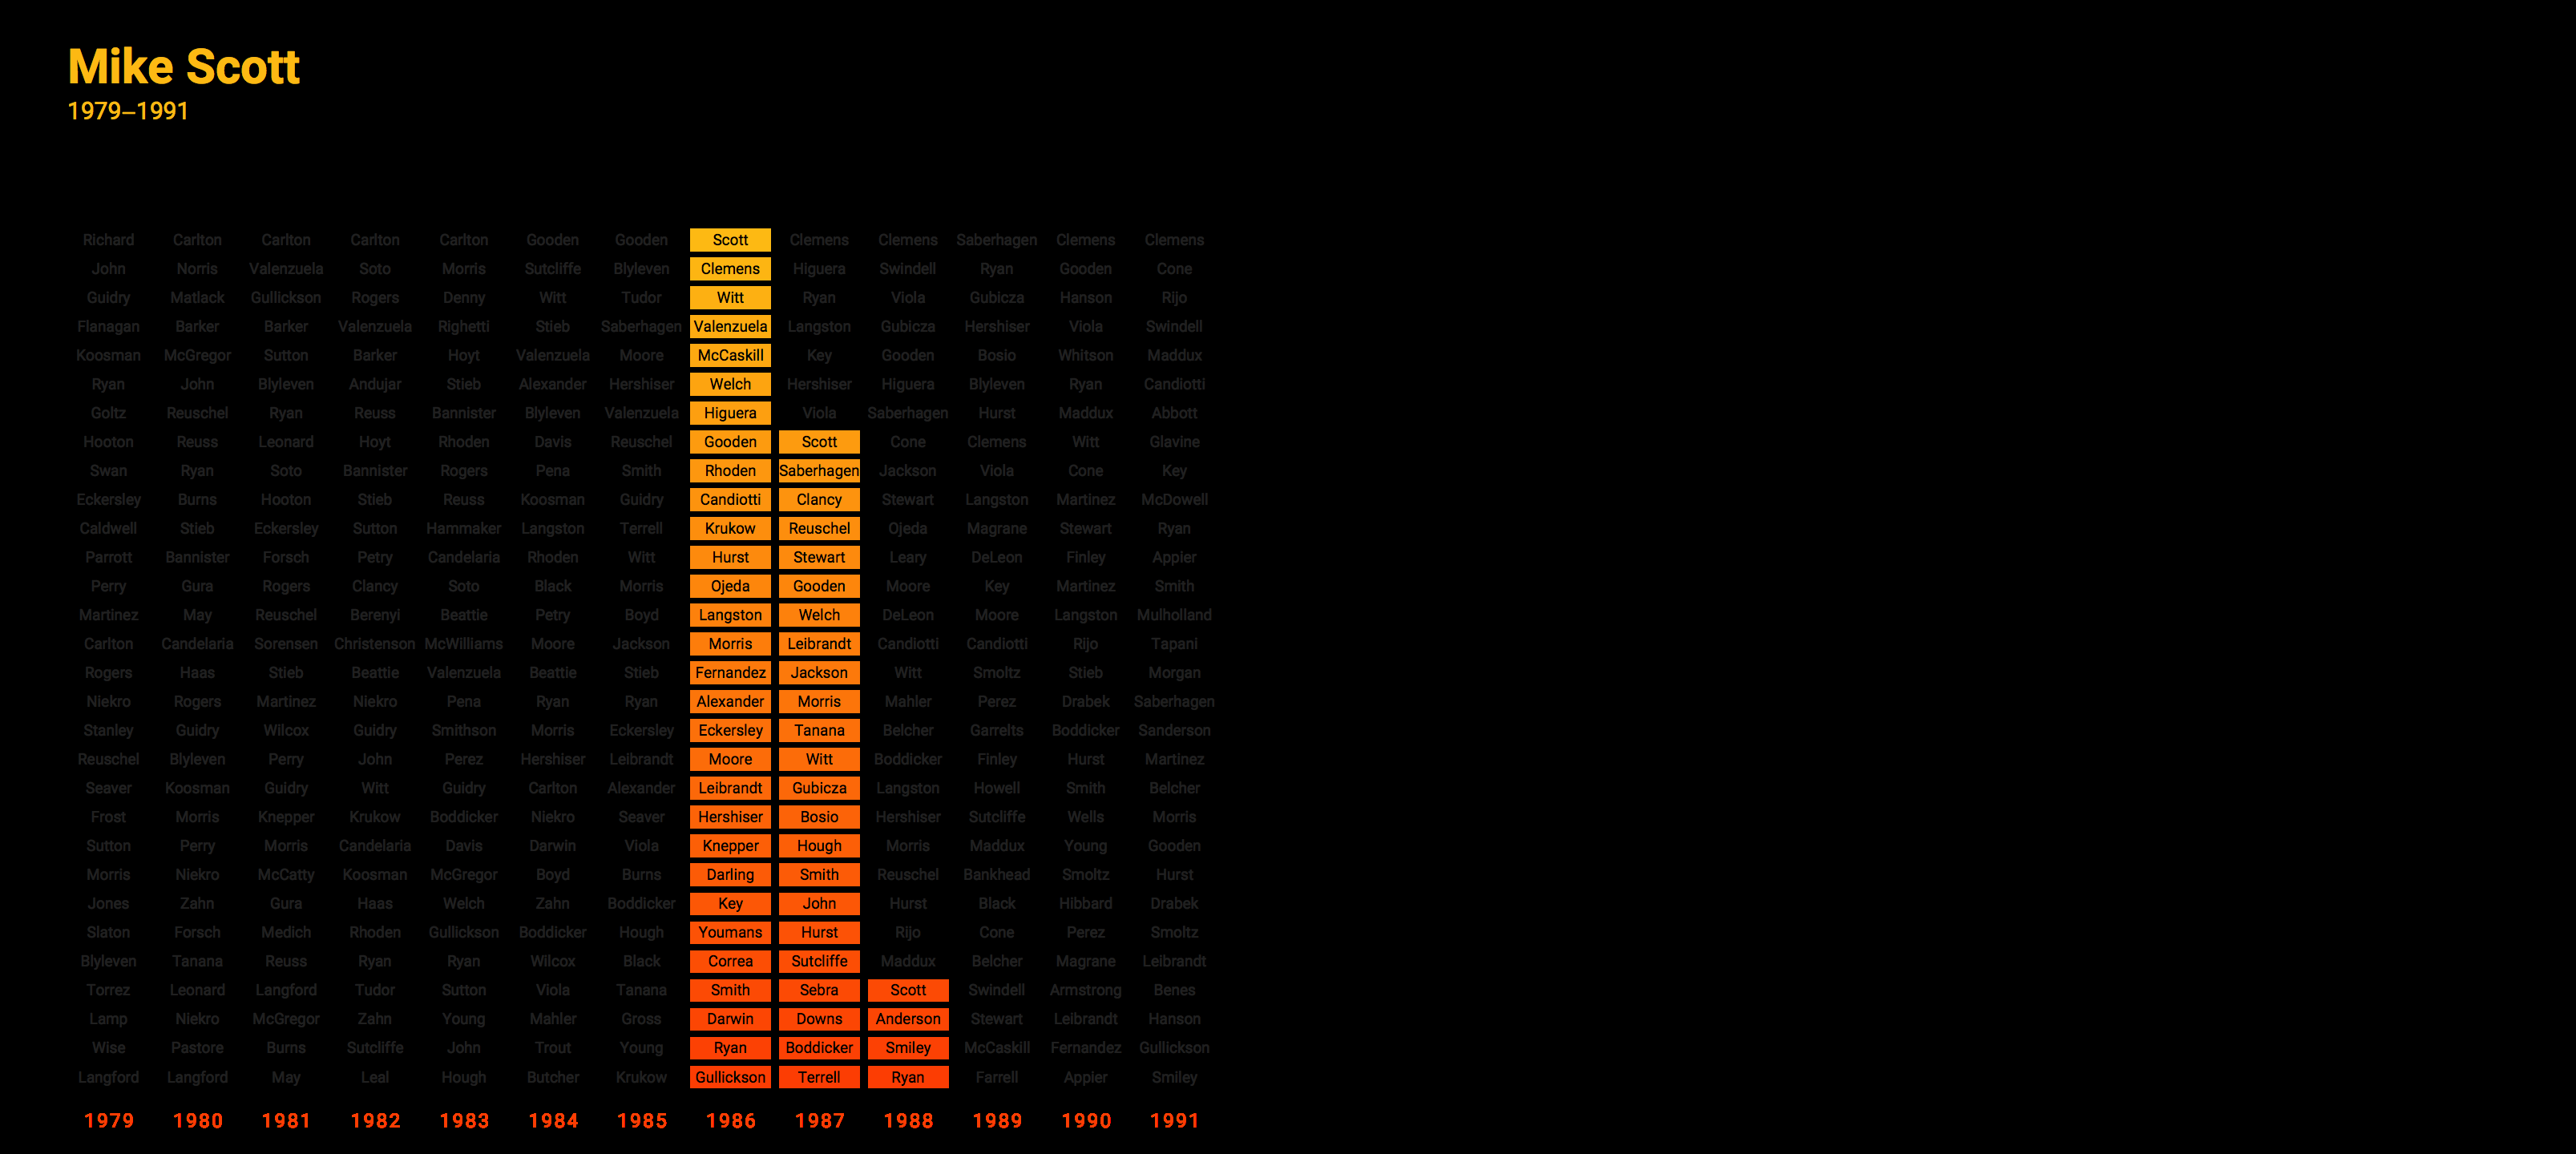 Mike Scott
1979–1991
Richard Carlton Carlton Carlton Carlton Gooden Gooden Scott Clemens Clemens Saberhagen Clemens Clemens
John Norris Valenzuela Soto Morris Sutcliffe Blyleven Clemens Higuera Swindell Ryan Gooden Cone
Guidry Matlack Gullickson Rogers Denny Witt Tudor Witt Ryan Viola Gubicza Hanson Rijo
Flanagan Barker Barker Valenzuela Righetti Stieb Saberhagen Valenzuela Langston Gubicza Hershiser Viola Swindell
Koosman McGregor Sutton Barker Hoyt Valenzuela Moore McCaskill Key Gooden Bosio Whitson Maddux
Ryan John Blyleven Andujar Stieb Alexander Hershiser Welch Hershiser Higuera Blyleven Ryan Candiotti
Goltz Reuschel Ryan Reuss Bannister Blyleven Valenzuela Higuera Viola Saberhagen Hurst Maddux Abbott
Hooton Reuss Leonard Hoyt Rhoden Davis Reuschel Gooden Scott Cone Clemens Witt Glavine
Swan Ryan Soto Bannister Rogers Pena Smith Rhoden Saberhagen Jackson Viola Cone Key
Eckersley Burns Hooton Stieb Reuss Koosman Guidry Candiotti Clancy Stewart Langston Martinez McDowell
Caldwell Stieb Eckersley Sutton Hammaker Langston Terrell Krukow Reuschel Ojeda Magrane Stewart Ryan
Parrott Bannister Forsch Petry Candelaria Rhoden Witt Hurst Stewart Leary DeLeon Finley Appier
Perry Gura Rogers Clancy Soto Black Morris Ojeda Gooden Moore Key Martinez Smith
Martinez May Reuschel Berenyi Beattie Petry Boyd Langston Welch DeLeon Moore Langston Mulholland
Carlton Candelaria Sorensen Christenson McWilliams Moore Jackson Morris Leibrandt Candiotti Candiotti Rijo Tapani
Rogers Haas Stieb Beattie Valenzuela Beattie Stieb Fernandez Jackson Witt Smoltz Stieb Morgan
Niekro Rogers Martinez Niekro Pena Ryan Ryan Alexander Morris Mahler Perez Drabek Saberhagen
Stanley Guidry Wilcox Guidry Smithson Morris Eckersley Eckersley Tanana Belcher Garrelts Boddicker Sanderson
Reuschel Blyleven Perry John Perez Hershiser Leibrandt Moore Witt Boddicker Finley Hurst Martinez
Seaver Koosman Guidry Witt Guidry Carlton Alexander Leibrandt Gubicza Langston Howell Smith Belcher
Frost Morris Knepper Krukow Boddicker Niekro Seaver Hershiser Bosio Hershiser Sutcliffe Wells Morris
Sutton Perry Morris Candelaria Davis Darwin Viola Knepper Hough Morris Maddux Young Gooden
Morris Niekro McCatty Koosman McGregor Boyd Burns Darling Smith Reuschel Bankhead Smoltz Hurst
Jones Zahn Gura Haas Welch Zahn Boddicker Key John Hurst Black Hibbard Drabek
Slaton Forsch Medich Rhoden Gullickson Boddicker Hough Youmans Hurst Rijo Cone Perez Smoltz
Blyleven Tanana Reuss Ryan Ryan Wilcox Black Correa Sutcliffe Maddux Belcher Magrane Leibrandt
Torrez Leonard Langford Tudor Sutton Viola Tanana Smith Sebra Scott Swindell Armstrong Benes
Lamp Niekro McGregor Zahn Young Mahler Gross Darwin Downs Anderson Stewart Leibrandt Hanson
Wise Pastore Burns Sutcliffe John Trout Young Ryan Boddicker Smiley McCaskill Fernandez Gullickson
Langford Langford May Leal Hough Butcher Krukow Gullickson Terrell Ryan Farrell Appier Smiley
1979 1980 1981 1982 1983 1984 1985 1986 1987 1988 1989 1990 1991